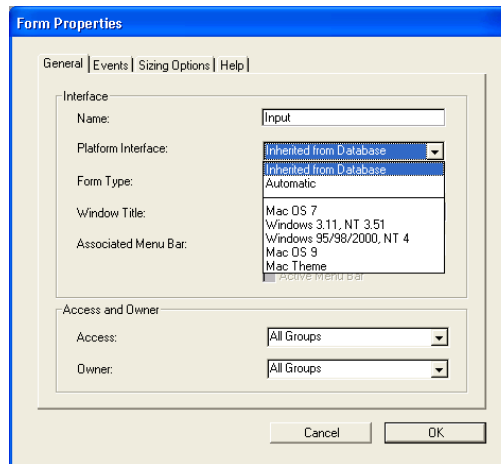 Form Properties
General Events Sizing Options Help
Interface
Name: Input
Platform Interface: Inherited from Database
Inherited from Database
Form Type: Automatic
Window Title: Mac OS 7
Windows 3.11, NT 3.51
Associated Menu Bar: Windows 95/98/2000, NT 4
Mac OS 9
Mac Theme
Active Menu Bar
Access and Owner
Access: All Groups
Owner: All Groups
Cancel OK